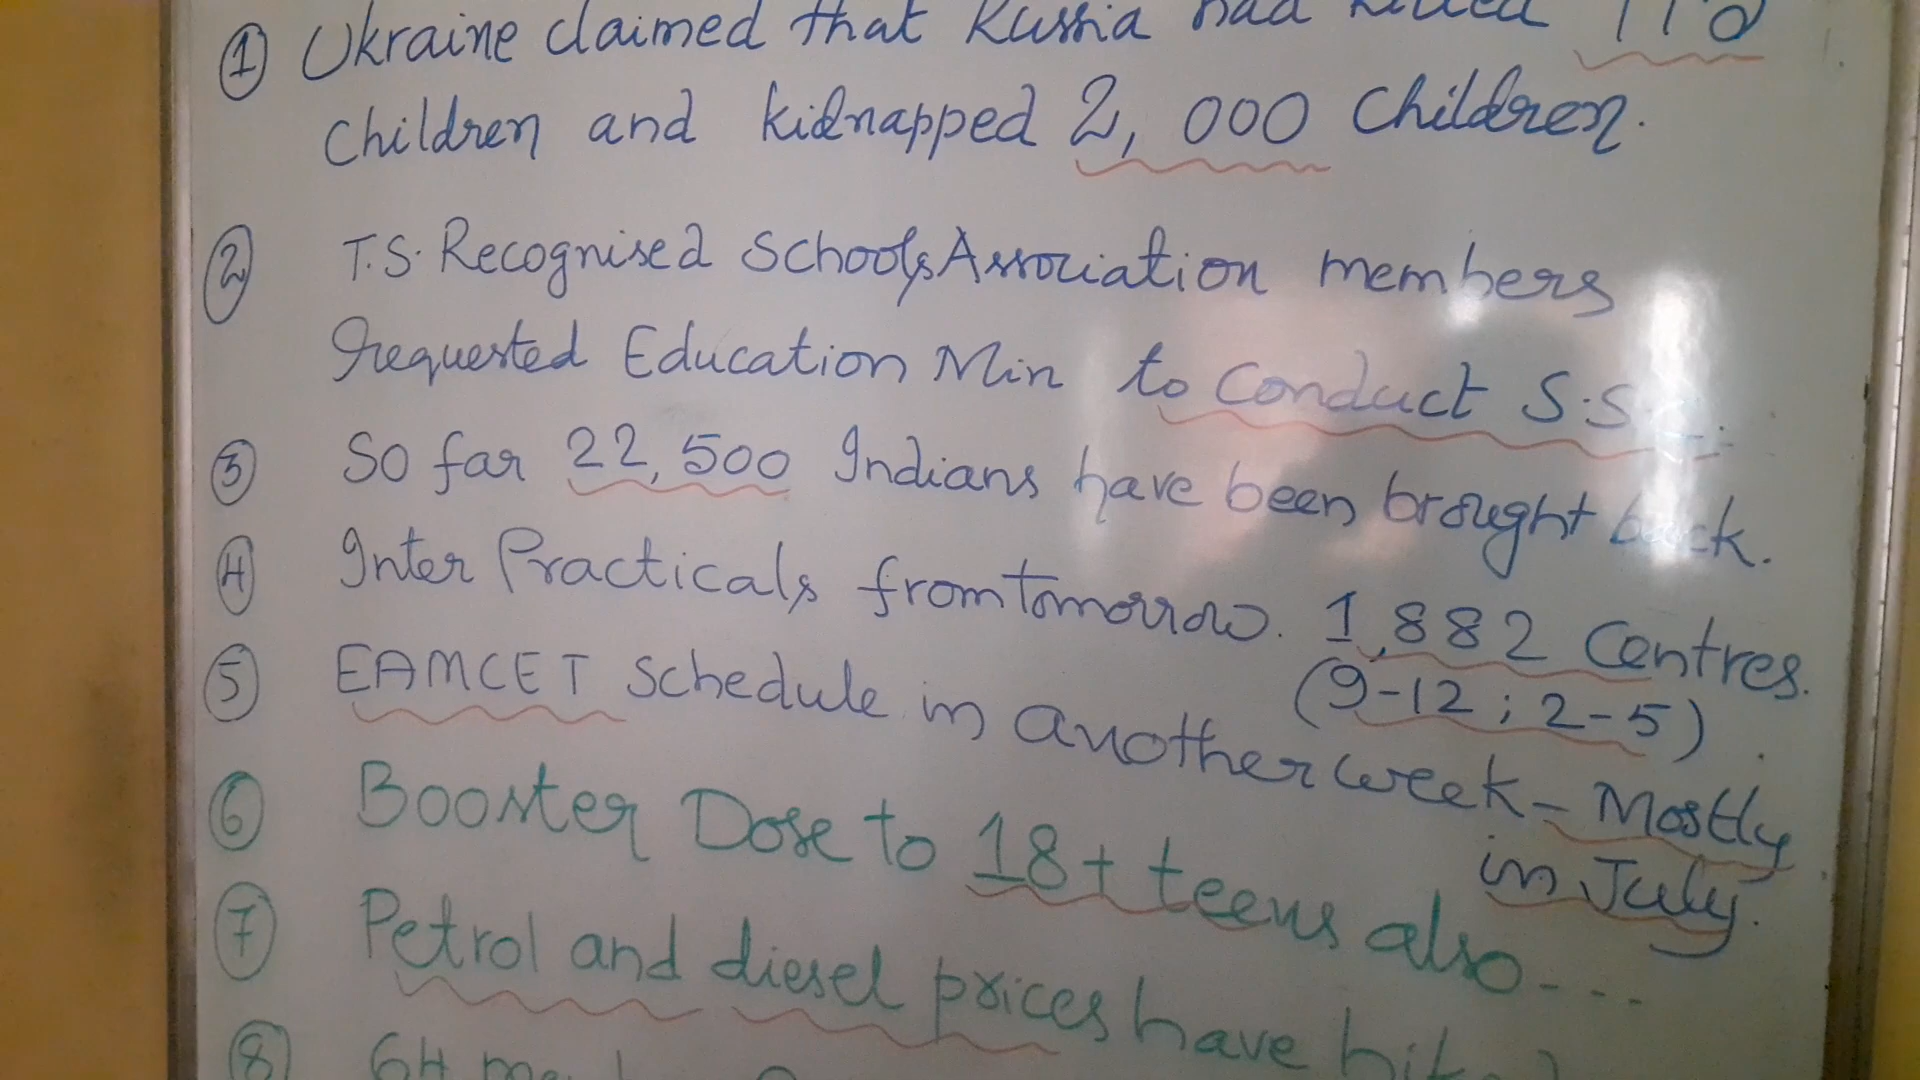 ① Ukraine claimed that Russia had killed
children and kidnapped 2,000 children.
② T.S. Recognised Schools Association members
requested Education Min to Conduct S.S.
③ So far 22,500 Indians have been brought back.
④ Inter Practicals from tomorrow. 1,882 Centres.
(9-12; 2-5)
⑤ EAMCET schedule in another week - Mostly
in July.
⑥ Booster Dose to 18+ teens also ...
⑦ Petrol and diesel prices have
⑧